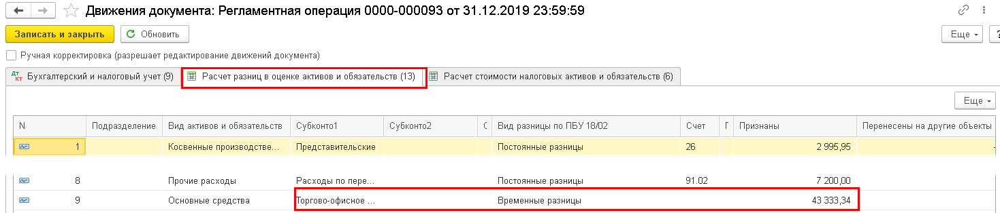 Движения документа: Регламентная операция 0000-000093 от 31.12.2019 23:59:59
Записать и закрыть Обновить Еще ?
Ручная корректировка (разрешает редактирование движений документа)
Дт Кт Бухгалтерский и налоговый учет (9) Расчет разниц в оценке активов и обязательств (13) Расчет стоимости налоговых активов и обязательств (6)
Еще
N Подразделение Вид активов и обязательств Субконто1 Субконто2 Вид разницы по ПБУ 18/02 Счет Признаны Перенесены на другие объекты
1 Косвенные производстве... Представительские Постоянные разницы 26 2 995,95
8 Прочие расходы Расходы по пере... Постоянные разницы 91.02 7 200,00
9 Основные средства Торгово-офисное ... Временные разницы 43 333,34